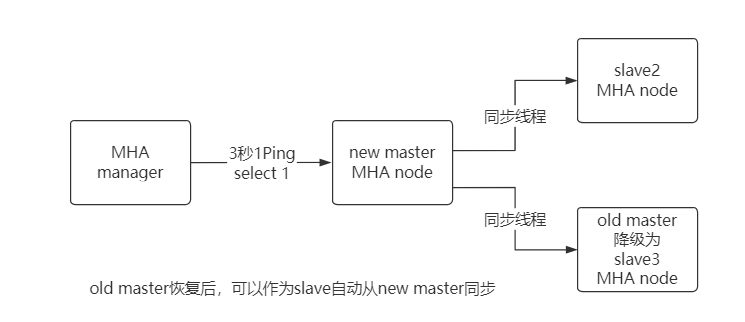 MHA
manager
3秒1Ping
select 1
new master
MHA node
同步线程
slave2
MHA node
同步线程
old master
降级为
slave3
MHA node
old master恢复后，可以作为slave自动从new master同步